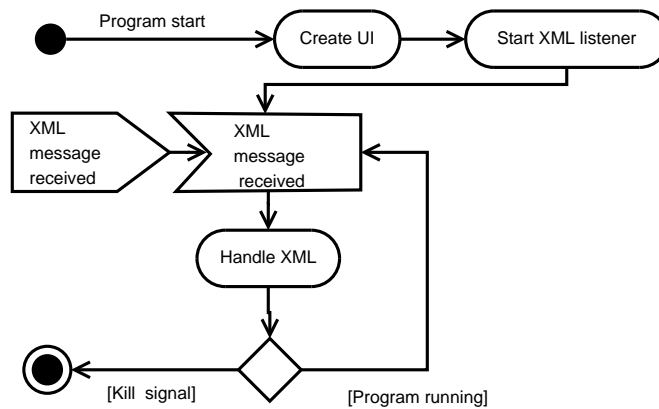 Program start
Create UI
Start XML listener
XML
message
received
XML
message
received
Handle XML
[Kill signal]
[Program running]